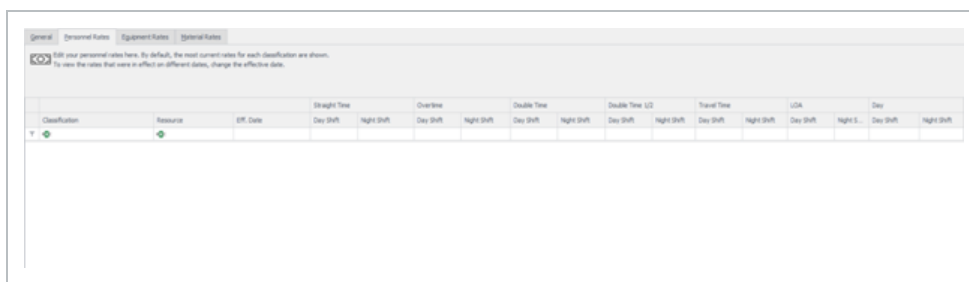 General Personnel Rates Equipment Rates Material Rates
Edit your personnel rates here. By default, the most current rates for each classification are shown.
To view the rates that were in effect on different dates, change the effective date.
Straight Time Overtime Double Time Double Time 1/2 Travel Time LOA Day
Classification Resource Eff. Date Day Shift Night Shift Day Shift Night Shift Day Shift Night Shift Day Shift Night Shift Day Shift Night Shift Day Shift Night S... Day Shift Night Shift